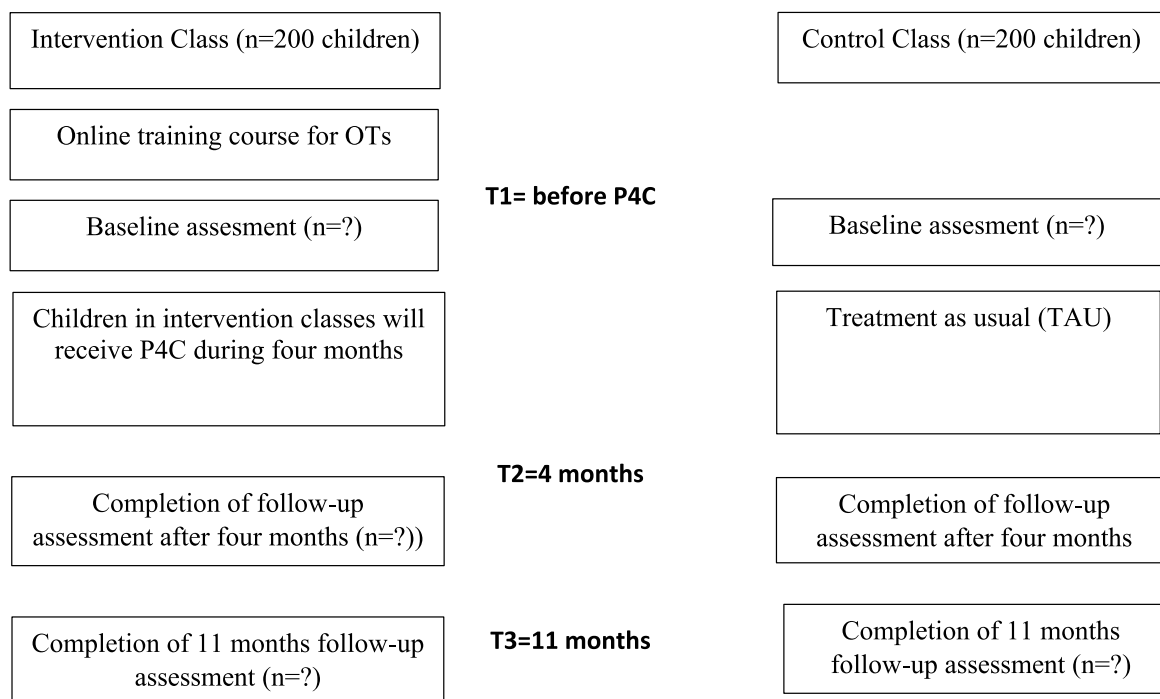 Intervention Class (n=200 children)
Control Class (n=200 children)
Online training course for OTs
T1= before P4C
Baseline assesment (n=?)
Baseline assesment (n=?)
Children in intervention classes will
receive P4C during four months
Treatment as usual (TAU)
T2=4 months
Completion of follow-up
assessment after four months (n=?))
Completion of follow-up
assessment after four months
T3=11 months
Completion of 11 months follow-up
assessment (n=?)
Completion of 11 months
follow-up assessment (n=?)